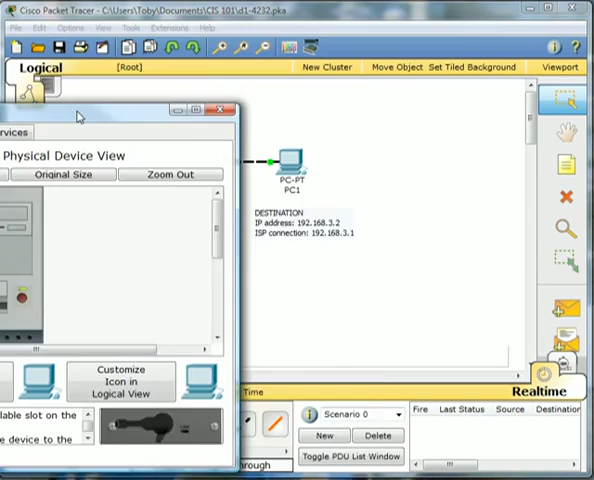 Cisco Packet Tracer - C:\Users\Toby\Documents\CIS 101\d1-4232.pka
File Edit Options View Tools Extensions Help
Logical [Root] New Cluster Move Object Set Tiled Background Viewport
rvices
Physical Device View
Original Size Zoom Out
PC-PT
PC1
DESTINATION
IP address: 192.168.3.2
ISP connection: 192.168.3.1
Customize
Icon in
Logical View
lable slot on the
e device to the
Realtime
Time
Scenario 0
Fire Last Status Source Destination
New Delete
Toggle PDU List Window
hrough